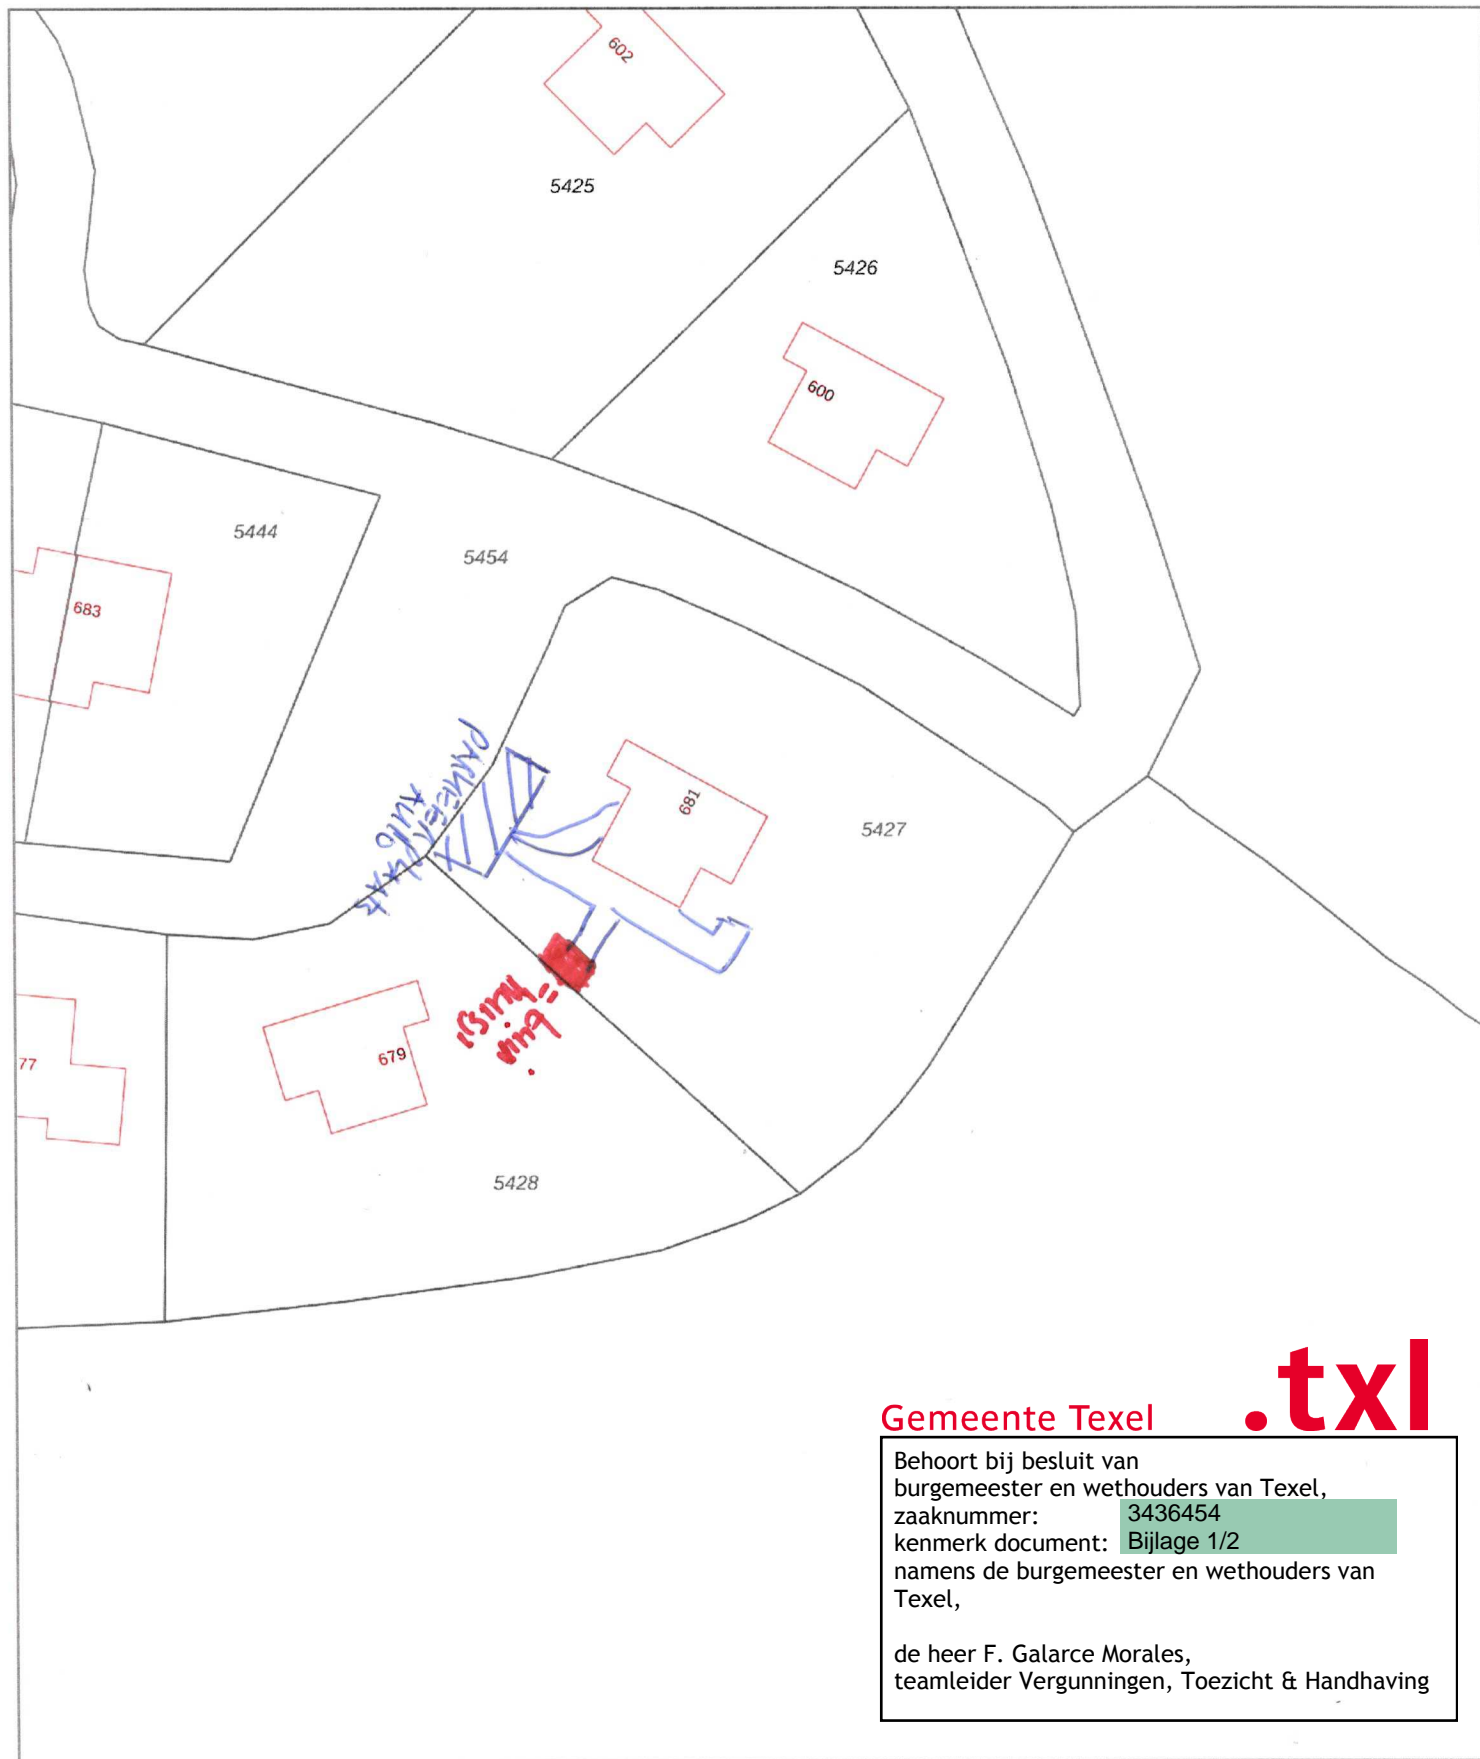 602
5425
5426
600
5444
5454
683
PARKEERPLAATS
AUTO
681
5427
tuin
huisje
679
77
5428
.txl
Gemeente Texel
Behoort bij besluit van
burgemeester en wethouders van Texel,
zaaknummer: 3436454
kenmerk document: Bijlage 1/2
namens de burgemeester en wethouders van
Texel,
de heer F. Galarce Morales,
teamleider Vergunningen, Toezicht & Handhaving